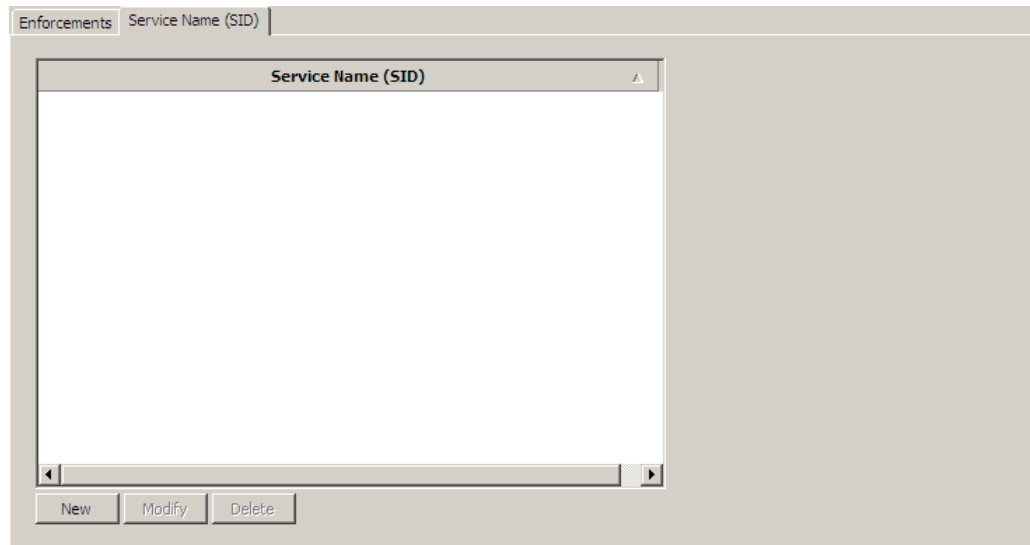 Enforcements Service Name (SID)
Service Name (SID)
New Modify Delete